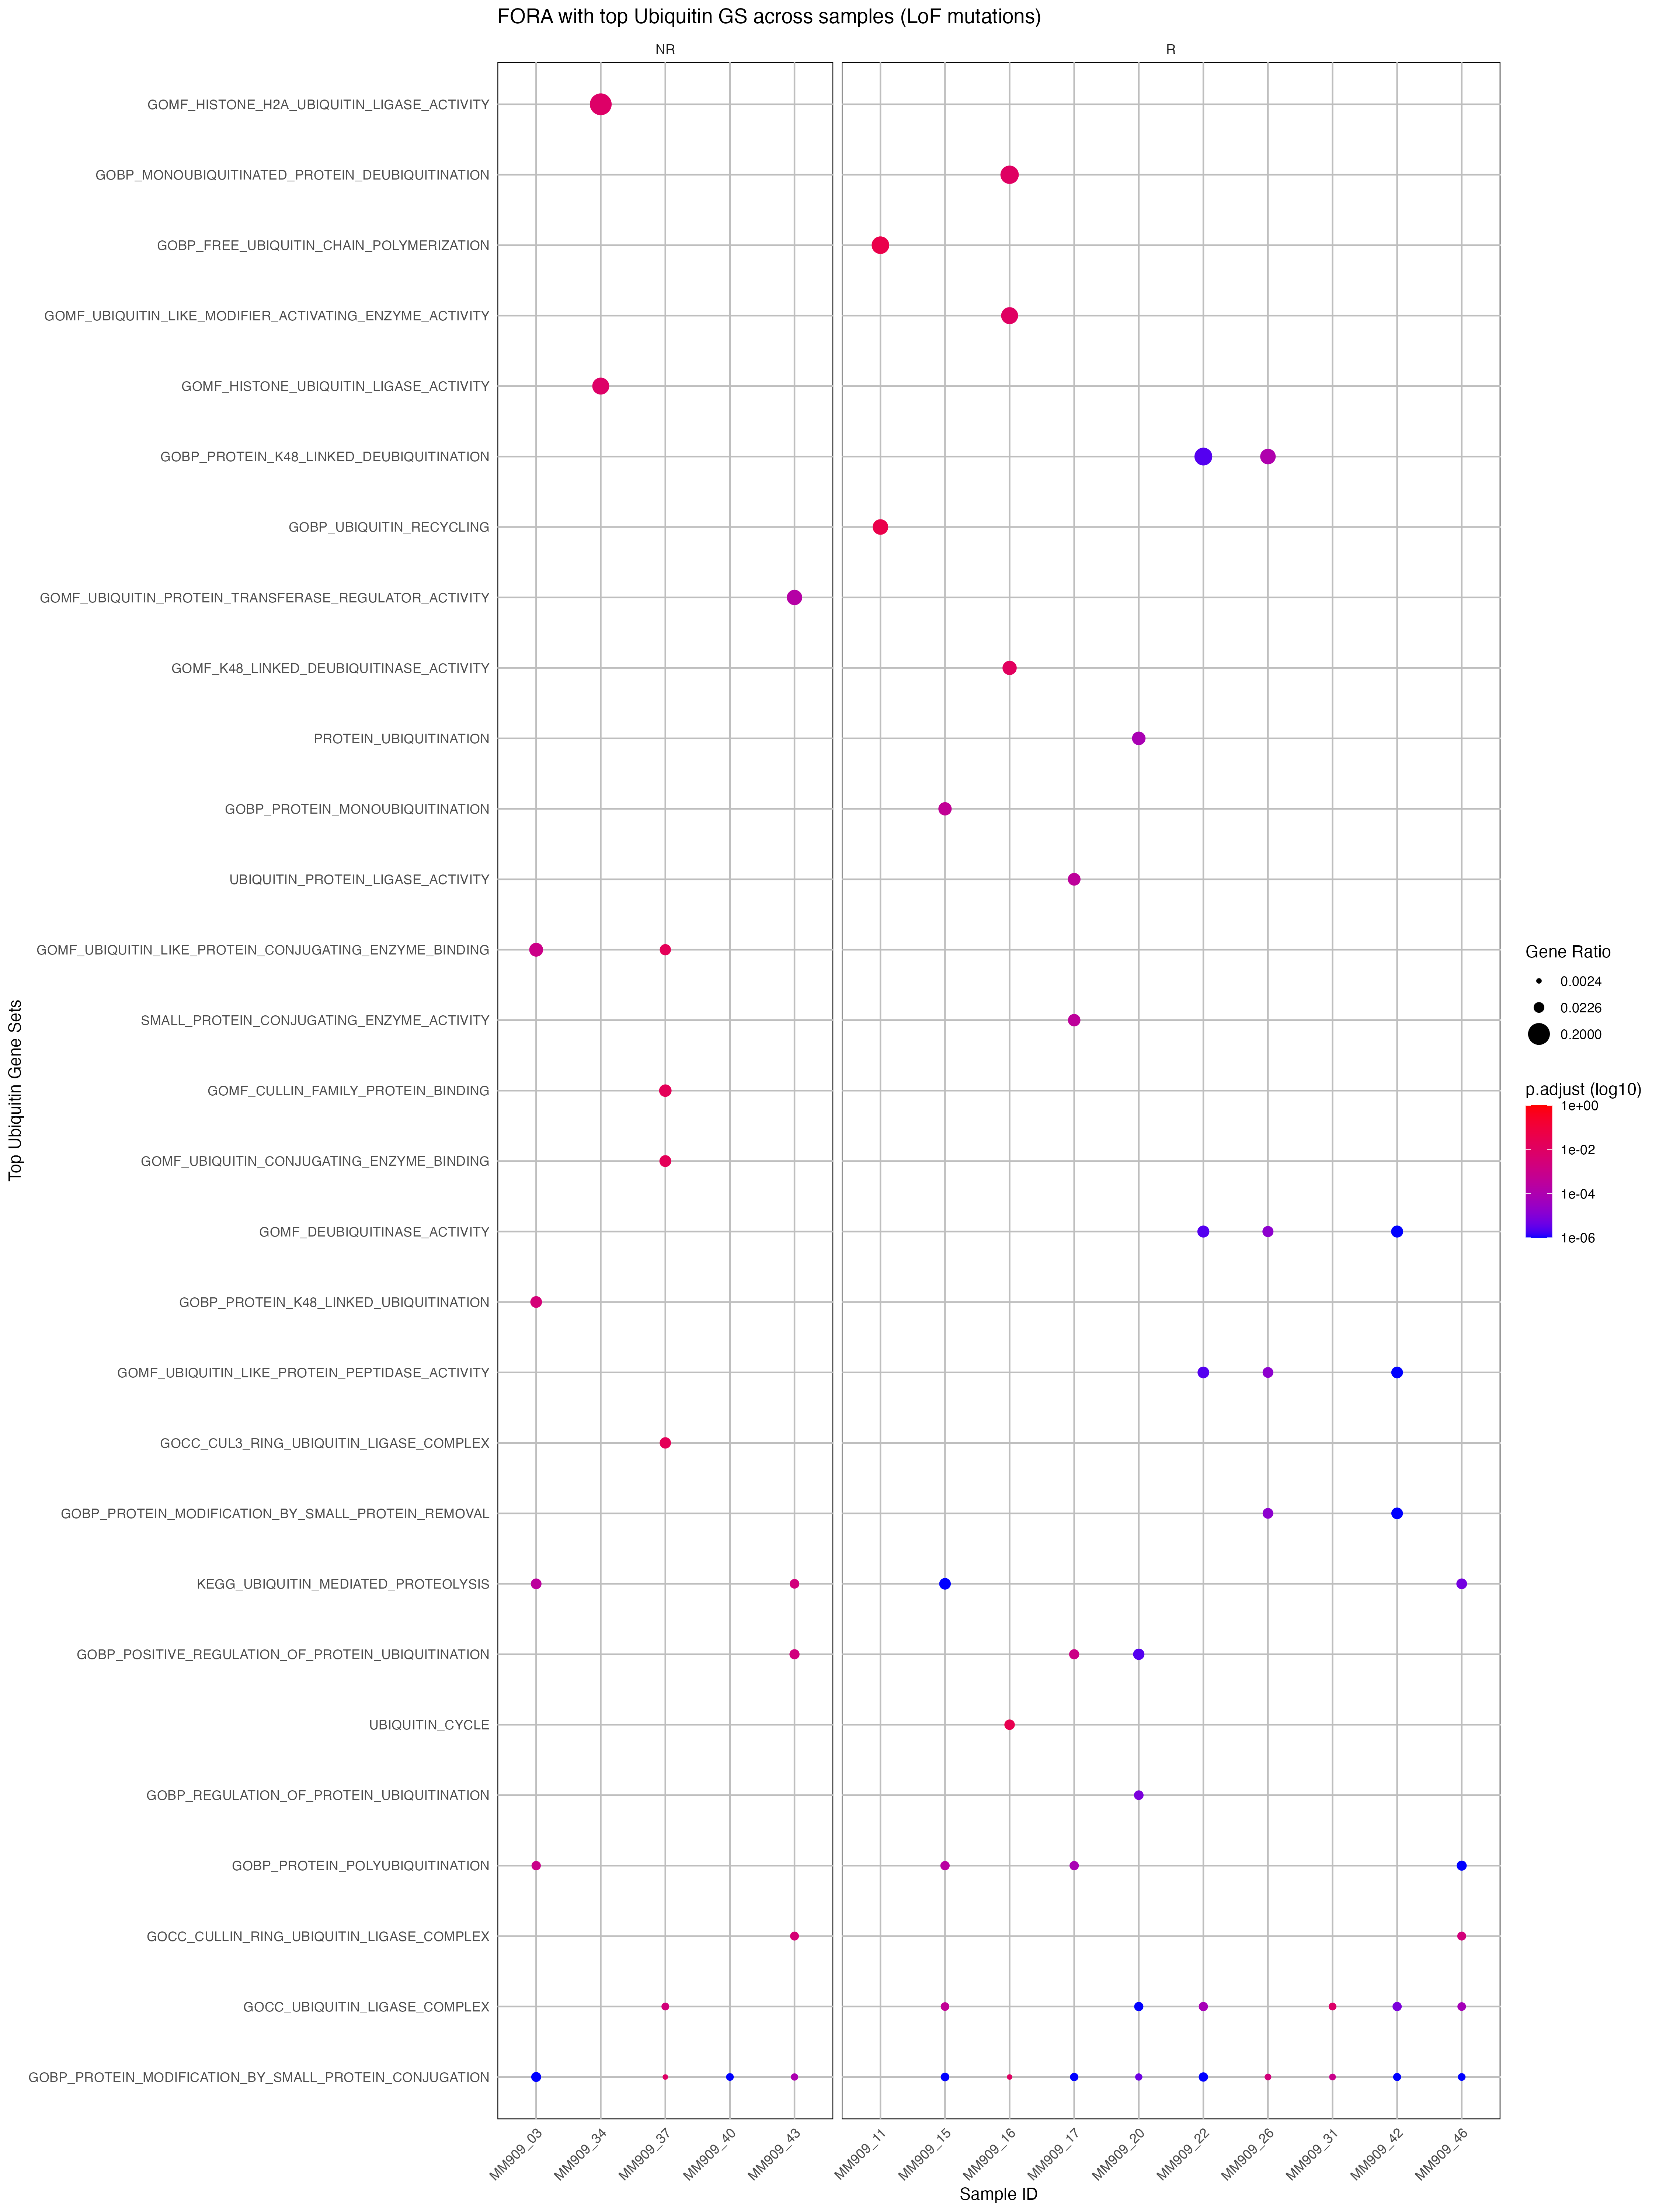 FORA with top Ubiquitin GS across samples (LoF mutations)
NR
R
Top Ubiquitin Gene Sets
GOMF_HISTONE_H2A_UBIQUITIN_LIGASE_ACTIVITY
GOBP_MONOUBIQUITINATED_PROTEIN_DEUBIQUITINATION
GOBP_FREE_UBIQUITIN_CHAIN_POLYMERIZATION
GOMF_UBIQUITIN_LIKE_MODIFIER_ACTIVATING_ENZYME_ACTIVITY
GOMF_HISTONE_UBIQUITIN_LIGASE_ACTIVITY
GOBP_PROTEIN_K48_LINKED_DEUBIQUITINATION
GOBP_UBIQUITIN_RECYCLING
GOMF_UBIQUITIN_PROTEIN_TRANSFERASE_REGULATOR_ACTIVITY
GOMF_K48_LINKED_DEUBIQUITINASE_ACTIVITY
PROTEIN_UBIQUITINATION
GOBP_PROTEIN_MONOUBIQUITINATION
UBIQUITIN_PROTEIN_LIGASE_ACTIVITY
GOMF_UBIQUITIN_LIKE_PROTEIN_CONJUGATING_ENZYME_BINDING
SMALL_PROTEIN_CONJUGATING_ENZYME_ACTIVITY
GOMF_CULLIN_FAMILY_PROTEIN_BINDING
GOMF_UBIQUITIN_CONJUGATING_ENZYME_BINDING
GOMF_DEUBIQUITINASE_ACTIVITY
GOBP_PROTEIN_K48_LINKED_UBIQUITINATION
GOMF_UBIQUITIN_LIKE_PROTEIN_PEPTIDASE_ACTIVITY
GOCC_CUL3_RING_UBIQUITIN_LIGASE_COMPLEX
GOBP_PROTEIN_MODIFICATION_BY_SMALL_PROTEIN_REMOVAL
KEGG_UBIQUITIN_MEDIATED_PROTEOLYSIS
GOBP_POSITIVE_REGULATION_OF_PROTEIN_UBIQUITINATION
UBIQUITIN_CYCLE
GOBP_REGULATION_OF_PROTEIN_UBIQUITINATION
GOBP_PROTEIN_POLYUBIQUITINATION
GOCC_CULLIN_RING_UBIQUITIN_LIGASE_COMPLEX
GOCC_UBIQUITIN_LIGASE_COMPLEX
GOBP_PROTEIN_MODIFICATION_BY_SMALL_PROTEIN_CONJUGATION
MM909_03
MM909_34
MM909_37
MM909_40
MM909_43
MM909_11
MM909_15
MM909_16
MM909_17
MM909_20
MM909_22
MM909_26
MM909_31
MM909_42
MM909_46
Sample ID
Gene Ratio
0.0024
0.0226
0.2000
p.adjust (log10)
1e+00
1e-02
1e-04
1e-06